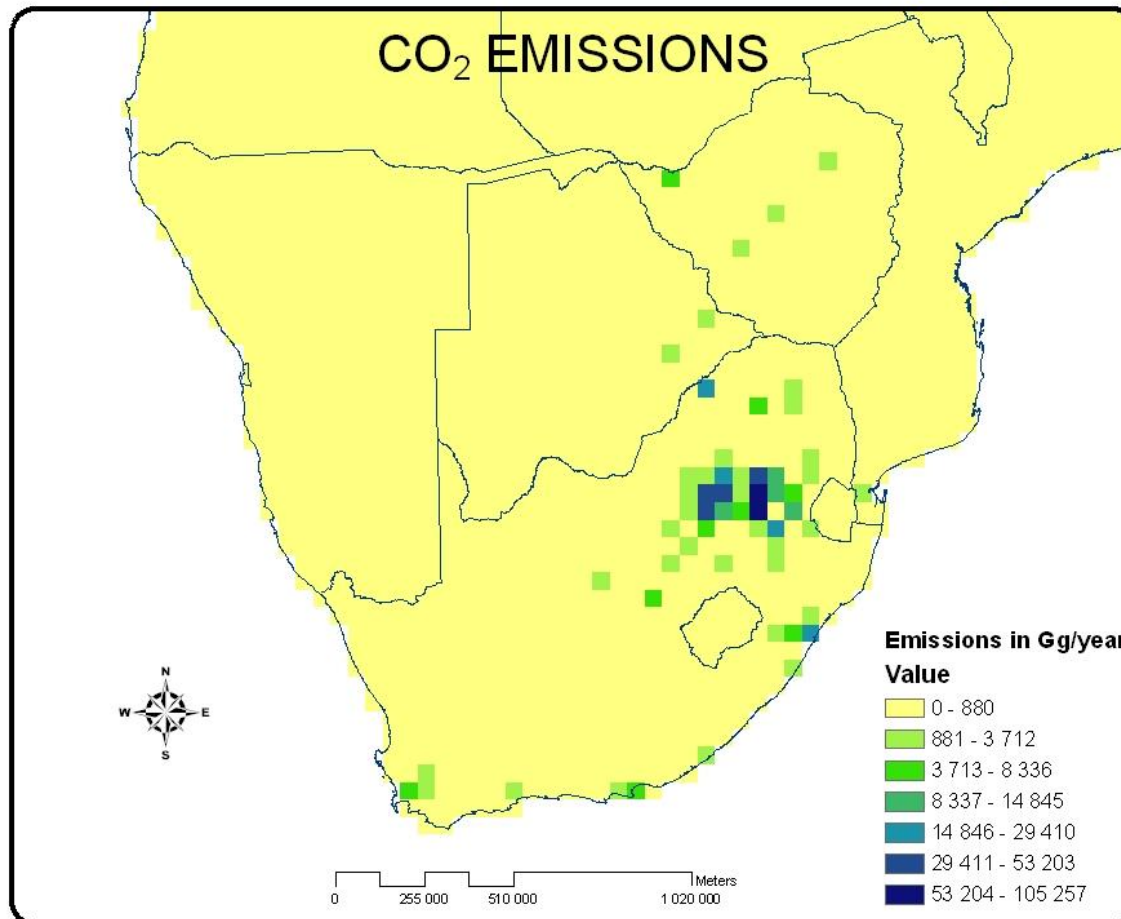 CO₂ EMISSIONS
N
W E
S
Emissions in Gg/year
Value
0 - 880
881 - 3 712
3 713 - 8 336
8 337 - 14 845
14 846 - 29 410
29 411 - 53 203
53 204 - 105 257
Meters
0 255 000 510 000 1 020 000